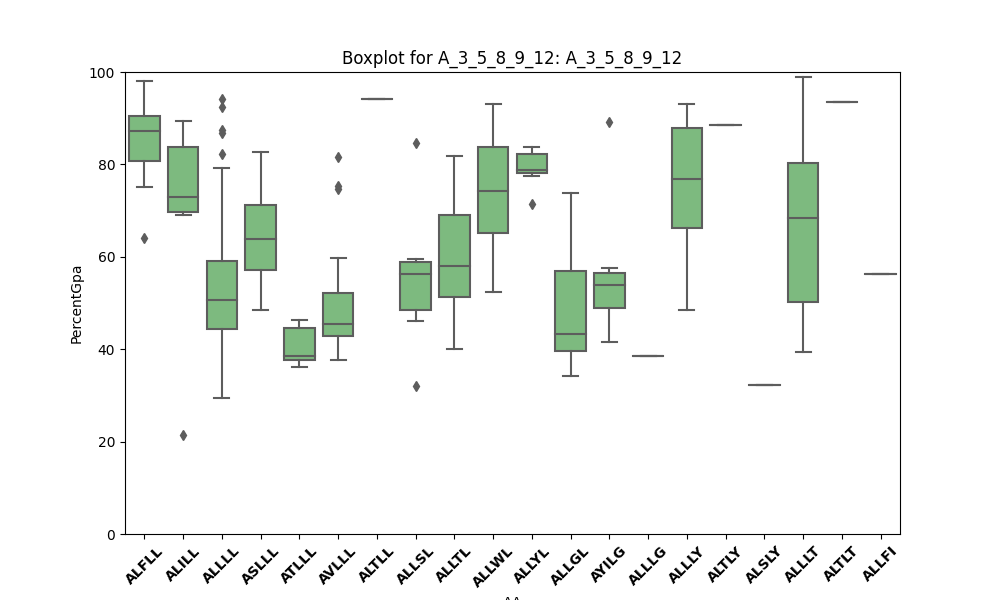 Boxplot for A_3_5_8_9_12: A_3_5_8_9_12
100
80
60
40
20
0
PercentGpa
ALFLL ALILL ALLLL ASLLL ATLLL AVLLL ALTLL ALLSL ALLTL ALLWL ALLYL ALLGL AYILG ALLLG ALLLY ALTLY ALSLY ALLLT ALTLT ALLFI